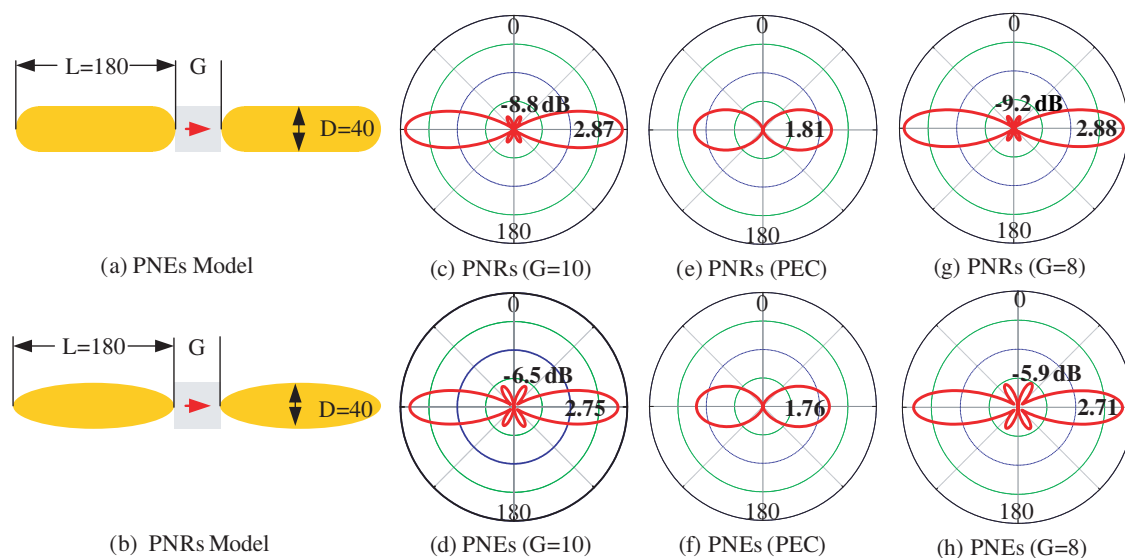 L=180 G
D=40
(a) PNEs Model
L=180 G
D=40
(b) PNRs Model
0
-8.8 dB
2.87
180
(c) PNRs (G=10)
0
1.81
180
(e) PNRs (PEC)
0
-9.2 dB
2.88
180
(g) PNRs (G=8)
0
-6.5 dB
2.75
180
(d) PNEs (G=10)
0
1.76
180
(f) PNEs (PEC)
0
-5.9 dB
2.71
180
(h) PNEs (G=8)